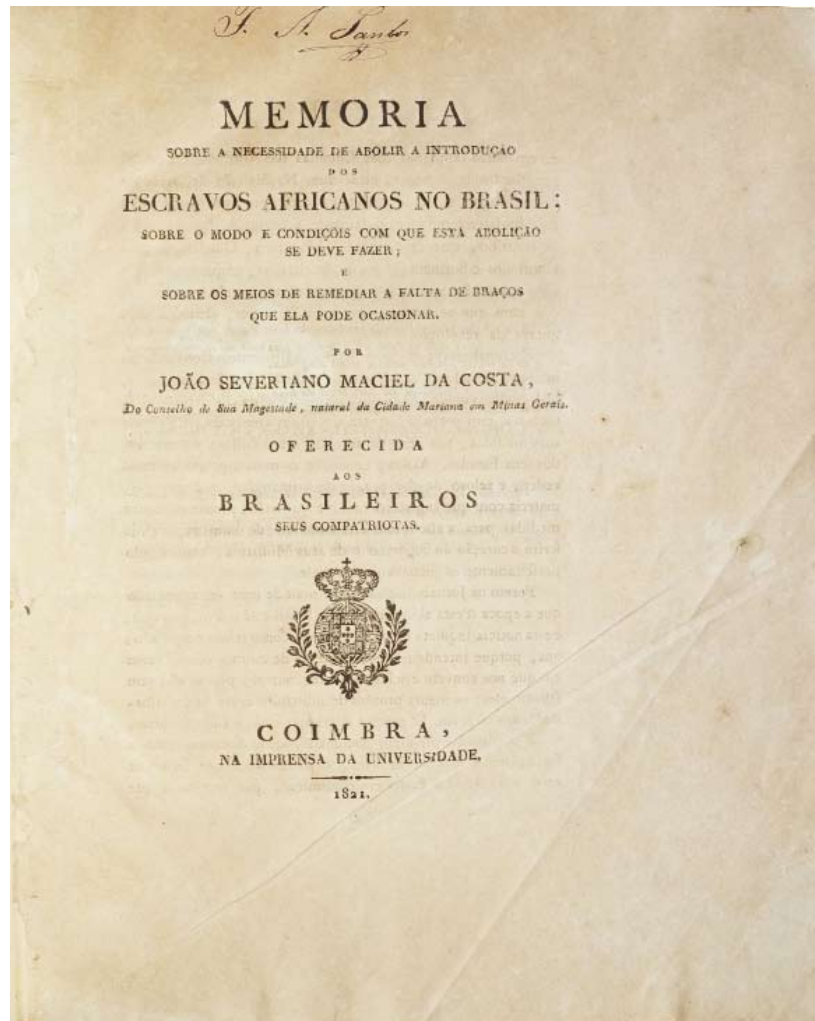 J. A. Santos
MEMORIA
SOBRE A NECESSIDADE DE ABOLIR A INTRODUÇÃO
DOS
ESCRAVOS AFRICANOS NO BRASIL:
SOBRE O MODO E CONDIÇÕIS COM QUE ESTA ABOLIÇÃO
SE DEVE FAZER;
E
SOBRE OS MEIOS DE REMEDIAR A FALTA DE BRAÇOS
QUE ELA PODE OCASIONAR.
POR
JOÃO SEVERIANO MACIEL DA COSTA,
Do Conselho de Sua Magestade, natural da Cidade Mariana em Minas Gerais.
OFERECIDA
AOS
BRASILEIROS
SEUS COMPATRIOTAS.
COIMBRA,
NA IMPRENSA DA UNIVERSIDADE,
1821.